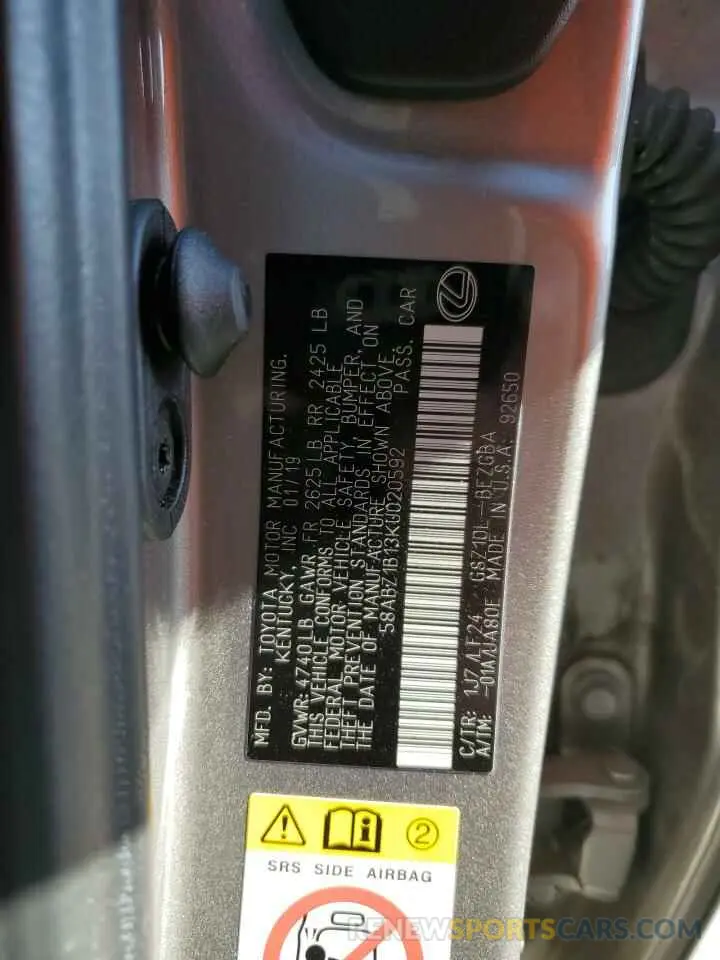 MFD. BY: TOYOTA MOTOR MANUFACTURING.
KENTUCKY, INC 01/19
GVWR: 4740LB GAWR: FR 2625 LB RR 2425 LB
THIS VEHICLE CONFORMS TO ALL APPLICABLE
FEDERAL MOTOR VEHICLE SAFETY, BUMPER, AND
THEFT PREVENTION STANDARDS IN EFFECT ON
THE DATE OF MANUFACTURE SHOWN ABOVE.
58ABZ1B13KU020592 PASS. CAR
C/TR: 1J7/LF24 GSZ10L-BEZGBA
A/TM: -01A/UA80E MADE IN U.S.A. 92650
2
SRS SIDE AIRBAG
RENEWSPORTSCARS.COM